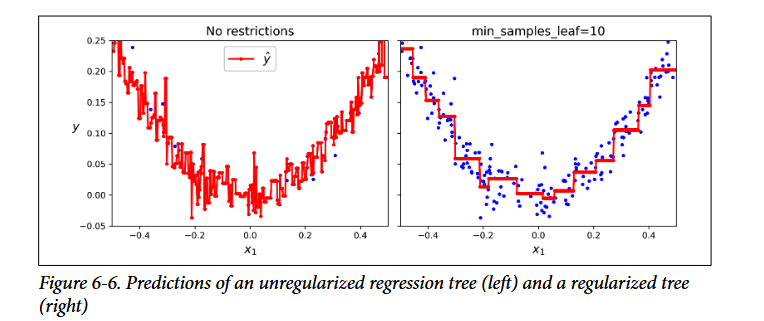 No restrictions
min_samples_leaf=10
0.25
0.20
0.15
0.10
0.05
0.00
−0.05
y
ŷ
−0.4 −0.2 0.0 0.2 0.4
−0.4 −0.2 0.0 0.2 0.4
x₁
x₁
Figure 6-6. Predictions of an unregularized regression tree (left) and a regularized tree
(right)